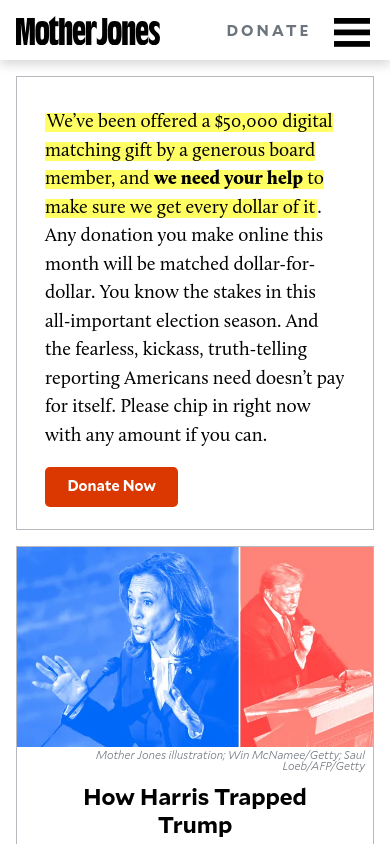 Mother Jones
DONATE
We've been offered a $50,000 digital
matching gift by a generous board
member, and we need your help to
make sure we get every dollar of it.
Any donation you make online this
month will be matched dollar-for-
dollar. You know the stakes in this
all-important election season. And
the fearless, kickass, truth-telling
reporting Americans need doesn't pay
for itself. Please chip in right now
with any amount if you can.
Donate Now
Mother Jones illustration; Win McNamee/Getty; Saul
Loeb/AFP/Getty
How Harris Trapped
Trump